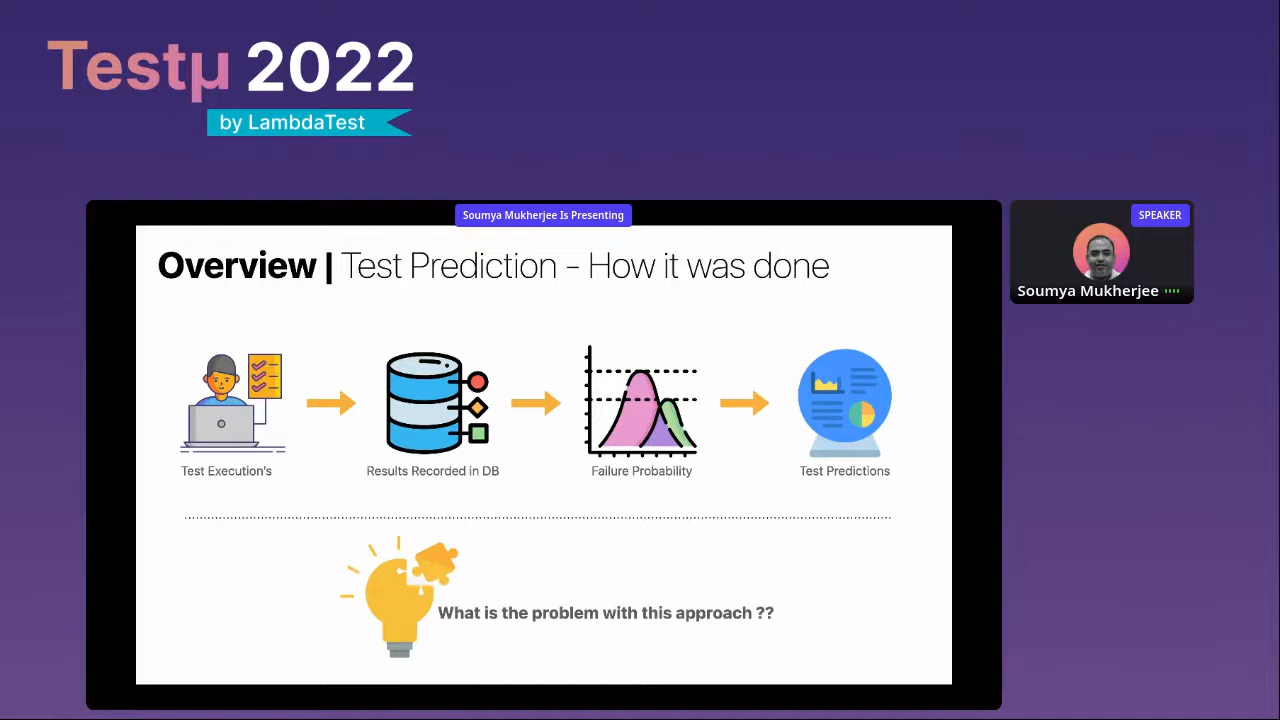 Testμ 2022
by LambdaTest
Soumya Mukherjee Is Presenting
SPEAKER
Soumya Mukherjee
Overview | Test Prediction - How it was done
Test Execution's
Results Recorded in DB
Failure Probability
Test Predictions
What is the problem with this approach ??